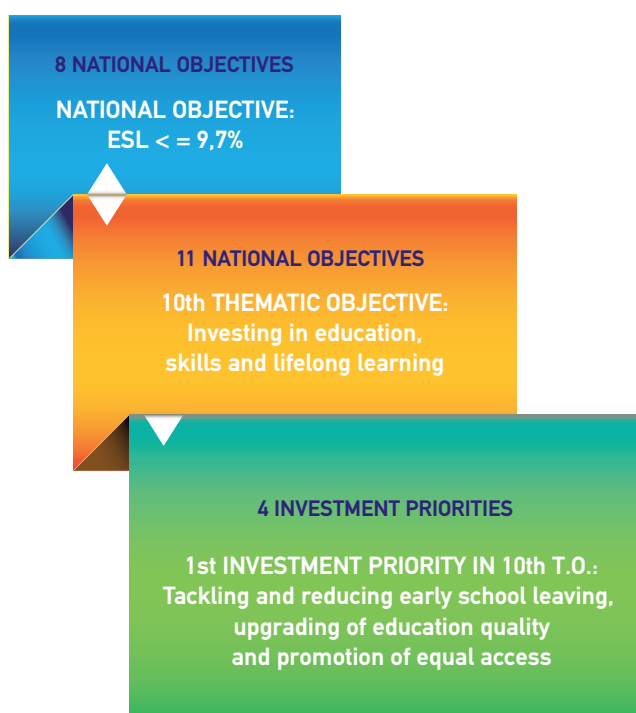 8 NATIONAL OBJECTIVES
NATIONAL OBJECTIVE:
ESL < = 9,7%
11 NATIONAL OBJECTIVES
10th THEMATIC OBJECTIVE:
Investing in education,
skills and lifelong learning
4 INVESTMENT PRIORITIES
1st INVESTMENT PRIORITY IN 10th T.O.:
Tackling and reducing early school leaving,
upgrading of education quality
and promotion of equal access